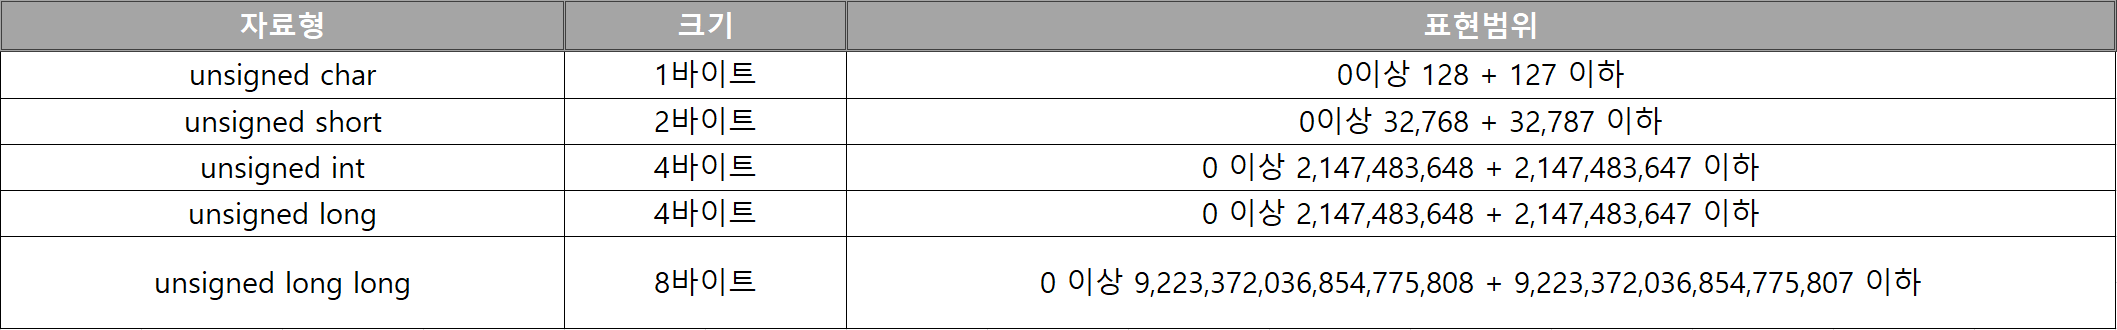 자료형 크기 표현범위
unsigned char 1바이트 0이상 128 + 127 이하
unsigned short 2바이트 0이상 32,768 + 32,787 이하
unsigned int 4바이트 0 이상 2,147,483,648 + 2,147,483,647 이하
unsigned long 4바이트 0 이상 2,147,483,648 + 2,147,483,647 이하
unsigned long long 8바이트 0 이상 9,223,372,036,854,775,808 + 9,223,372,036,854,775,807 이하